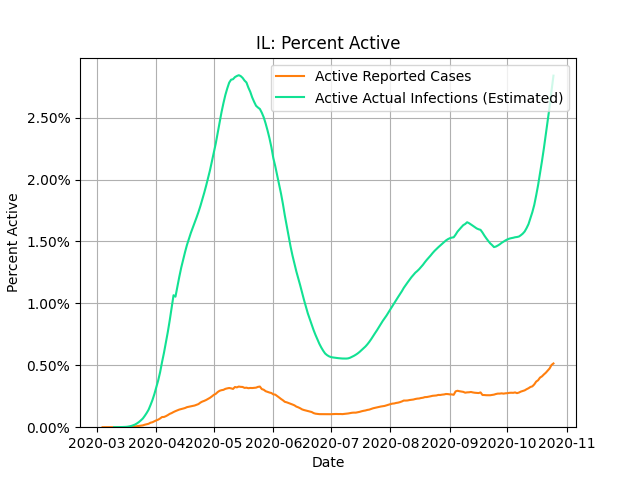 IL: Percent Active
Active Reported Cases
Active Actual Infections (Estimated)
Percent Active
2.50%
2.00%
1.50%
1.00%
0.50%
0.00%
2020-03 2020-04 2020-05 2020-06 2020-07 2020-08 2020-09 2020-10 2020-11
Date